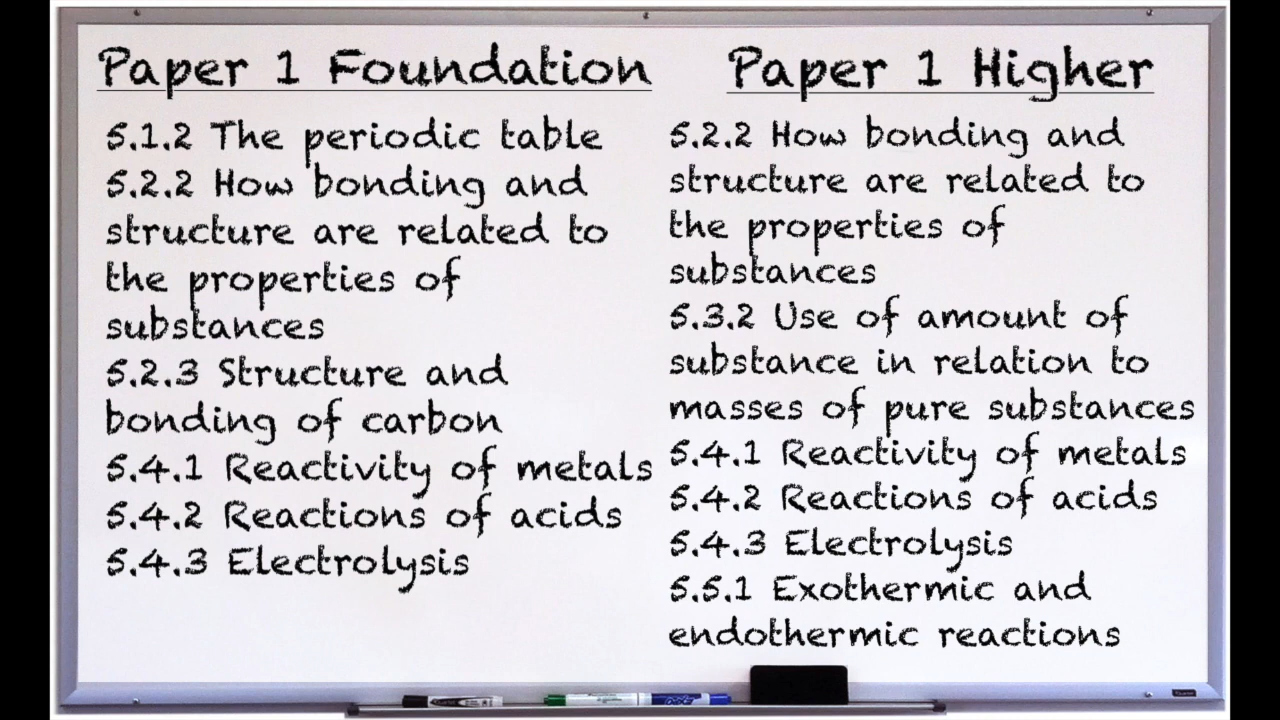 Paper 1 Foundation
5.1.2 The periodic table
5.2.2 How bonding and
structure are related to
the properties of
substances
5.2.3 Structure and
bonding of carbon
5.4.1 Reactivity of metals
5.4.2 Reactions of acids
5.4.3 Electrolysis
Paper 1 Higher
5.2.2 How bonding and
structure are related to
the properties of
substances
5.3.2 Use of amount of
substance in relation to
masses of pure substances
5.4.1 Reactivity of metals
5.4.2 Reactions of acids
5.4.3 Electrolysis
5.5.1 Exothermic and
endothermic reactions